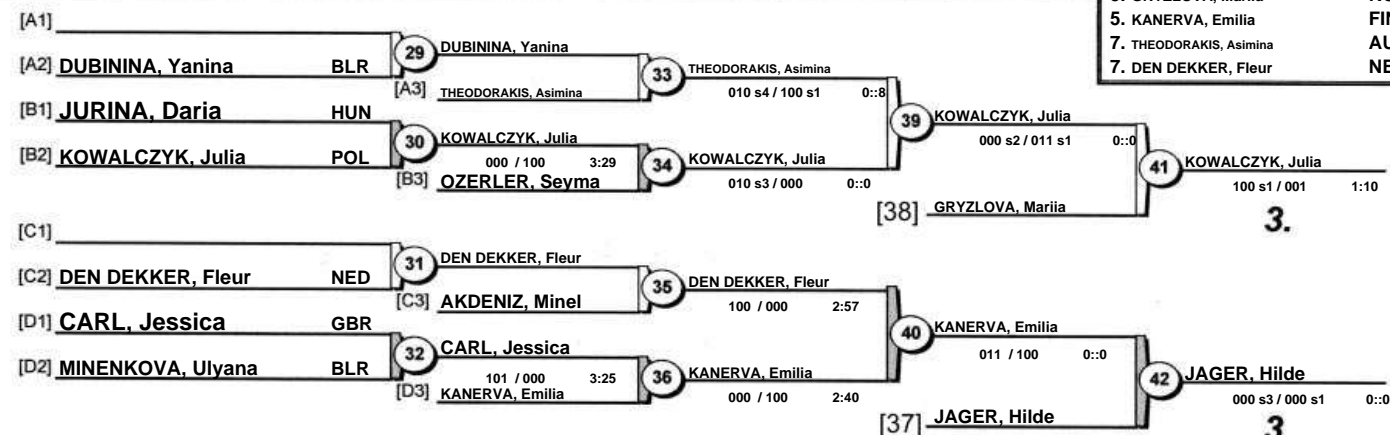 5. KANERVA, Emilia FIN
7. THEODORAKIS, Asimina
7. DEN DEKKER, Fleur
[A1]
[A2] DUBININA, Yanina BLR
29
DUBININA, Yanina
[A3] THEODORAKIS, Asimina
33
THEODORAKIS, Asimina
010 s4 / 100 s1 0::8
[B1] JURINA, Daria HUN
[B2] KOWALCZYK, Julia POL
30
KOWALCZYK, Julia
000 / 100 3:29
[B3] OZERLER, Seyma
34
KOWALCZYK, Julia
010 s3 / 000 0::0
39
KOWALCZYK, Julia
000 s2 / 011 s1 0::0
[38] GRYZLOVA, Mariia
41
KOWALCZYK, Julia
100 s1 / 001 1:10
3.
[C1]
[C2] DEN DEKKER, Fleur NED
31
DEN DEKKER, Fleur
[C3] AKDENIZ, Minel
35
DEN DEKKER, Fleur
100 / 000 2:57
[D1] CARL, Jessica GBR
[D2] MINENKOVA, Ulyana BLR
32
CARL, Jessica
101 / 000 3:25
[D3] KANERVA, Emilia
36
KANERVA, Emilia
000 / 100 2:40
40
KANERVA, Emilia
011 / 100 0::0
[37] JAGER, Hilde
42
JAGER, Hilde
000 s3 / 000 s1 0::0
3